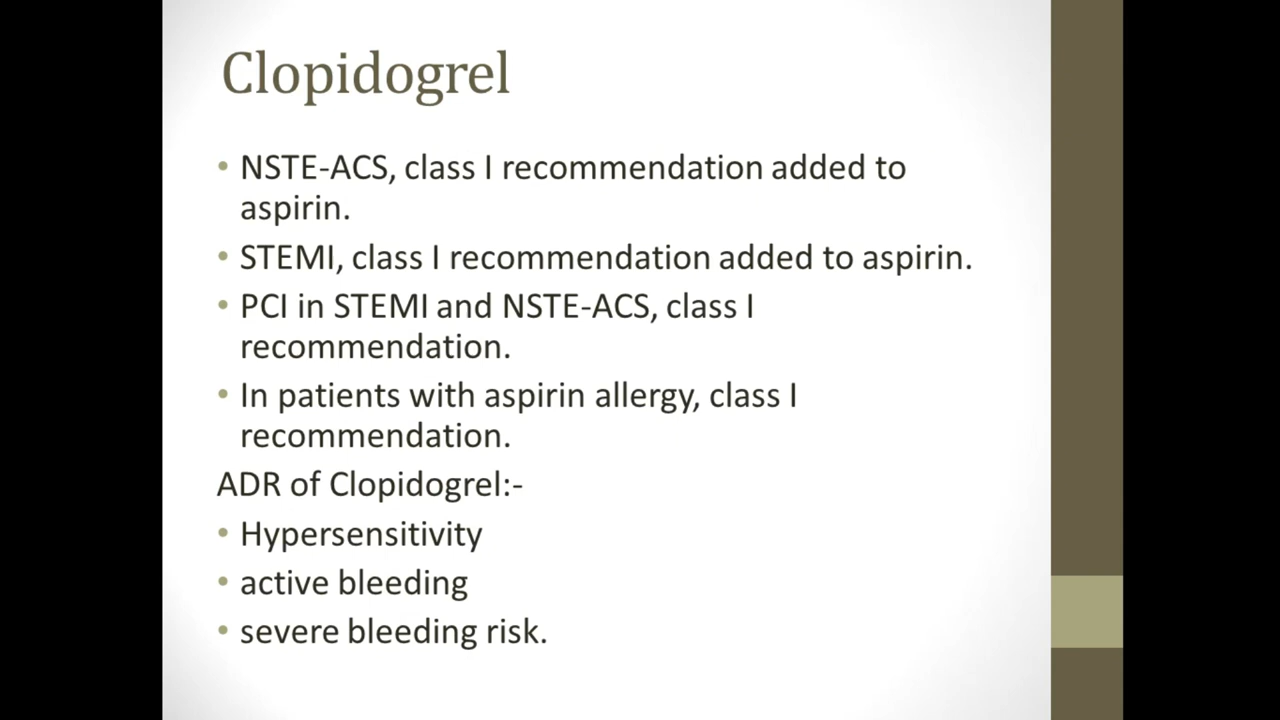 Clopidogrel
• NSTE-ACS, class I recommendation added to
aspirin.
• STEMI, class I recommendation added to aspirin.
• PCI in STEMI and NSTE-ACS, class I
recommendation.
• In patients with aspirin allergy, class I
recommendation.
ADR of Clopidogrel:-
• Hypersensitivity
• active bleeding
• severe bleeding risk.